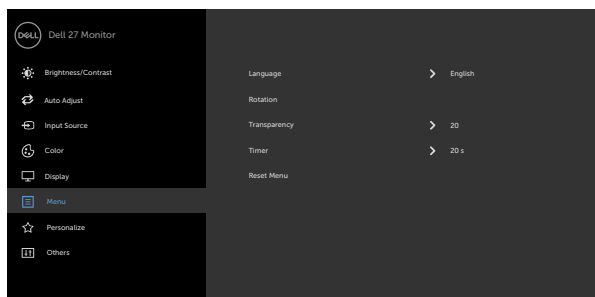 DELL Dell 27 Monitor
Brightness/Contrast
Auto Adjust
Input Source
Color
Display
Menu
Personalize
Others
Language English
Rotation
Transparency 20
Timer 20 s
Reset Menu